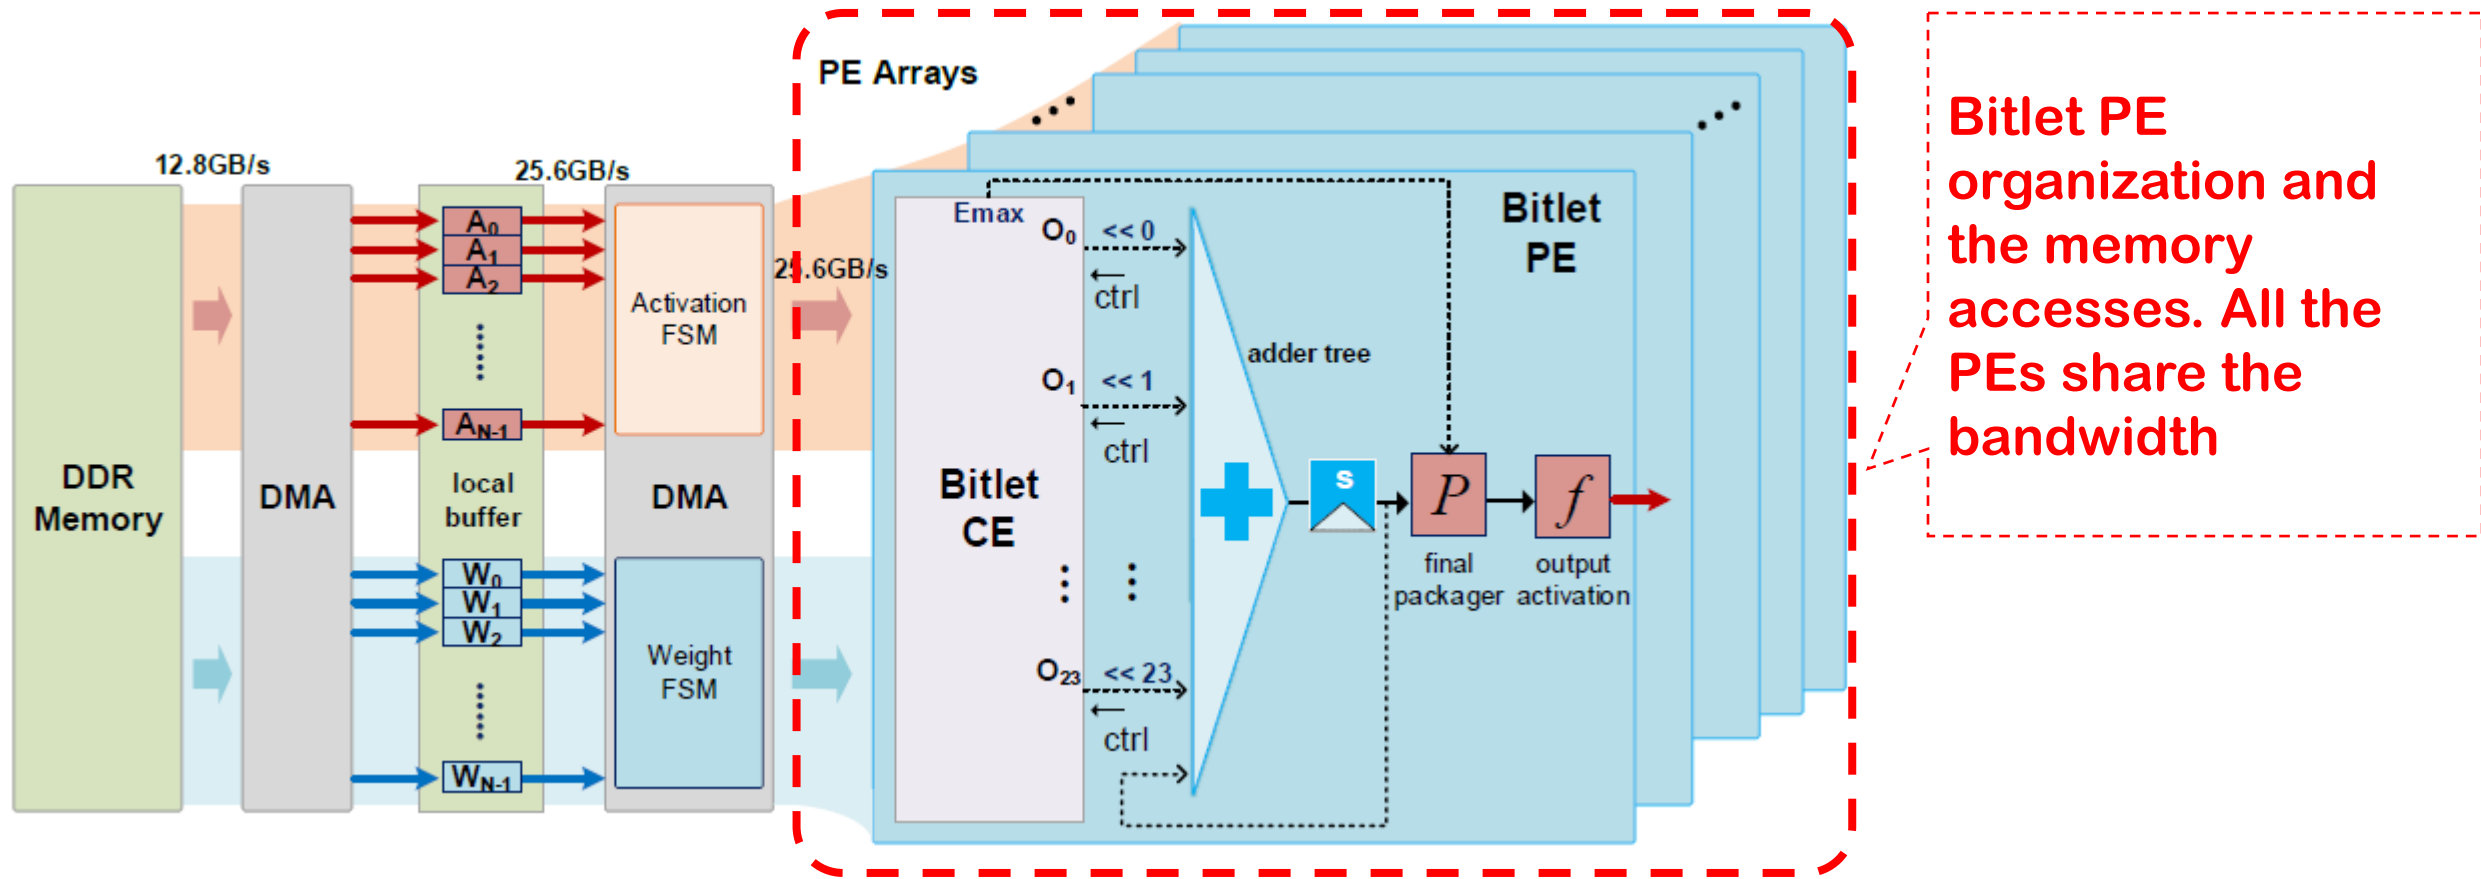 PE Arrays
12.8GB/s
25.6GB/s
25.6GB/s
DDR
Memory
DMA
A0
A1
A2
AN-1
local
buffer
W0
W1
W2
WN-1
Activation
FSM
DMA
Weight
FSM
Emax
Bitlet
CE
O0
<< 0
ctrl
O1
<< 1
ctrl
O23
<< 23
ctrl
adder tree
Bitlet
PE
s
P
final
packager
f
output
activation
Bitlet PE
organization and
the memory
accesses. All the
PEs share the
bandwidth